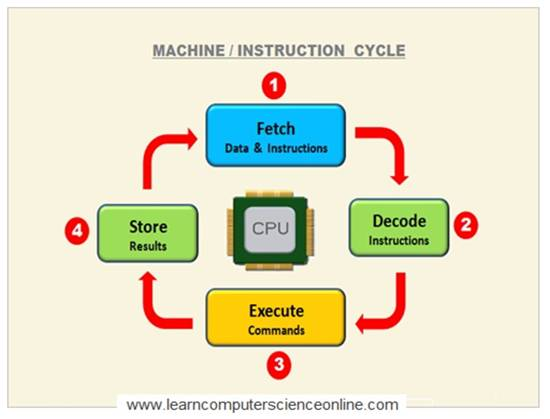 MACHINE / INSTRUCTION CYCLE
1
Fetch
Data & Instructions
2
Decode
Instructions
CPU
4
Store
Results
Execute
Commands
3
www.learncomputerscienceonline.com